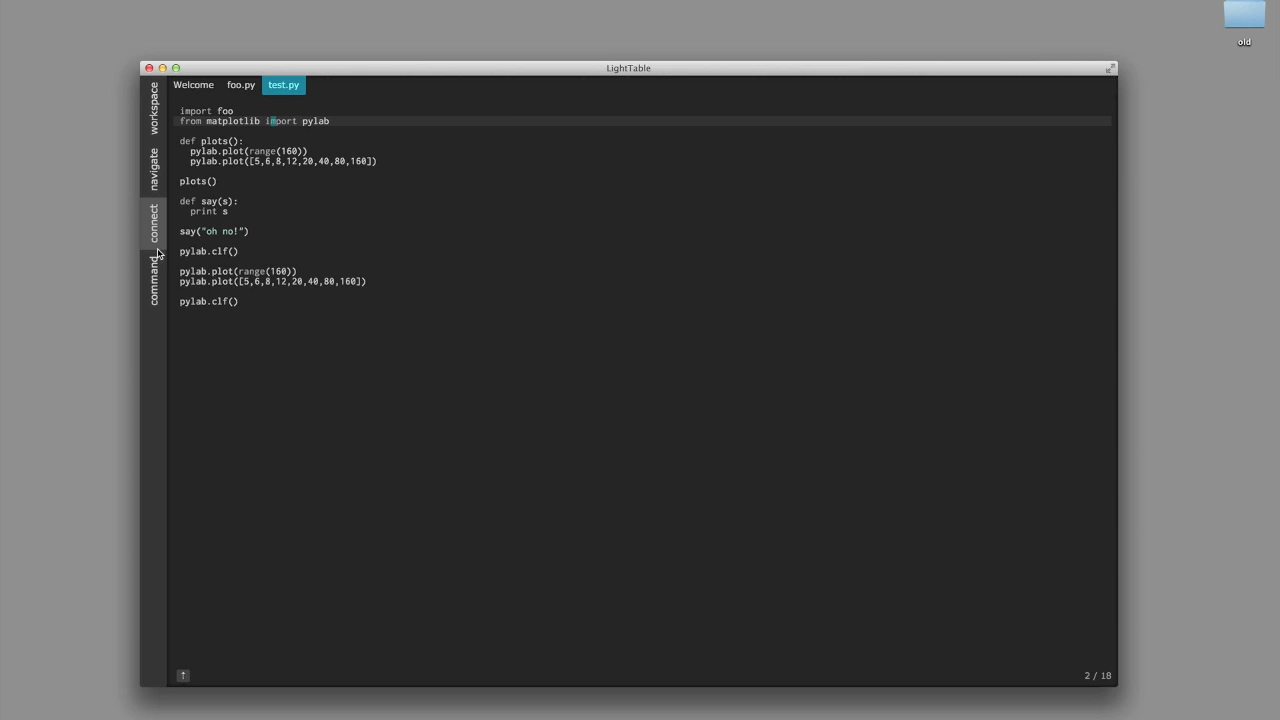 old
LightTable
Welcome foo.py test.py
workspace
navigate
connect
command
import foo
from matplotlib import pylab
def plots():
pylab.plot(range(160))
pylab.plot([5,6,8,12,20,40,80,160])
plots()
def say(s):
print s
say("oh no!")
pylab.clf()
pylab.plot(range(160))
pylab.plot([5,6,8,12,20,40,80,160])
pylab.clf()
↑
2 / 18